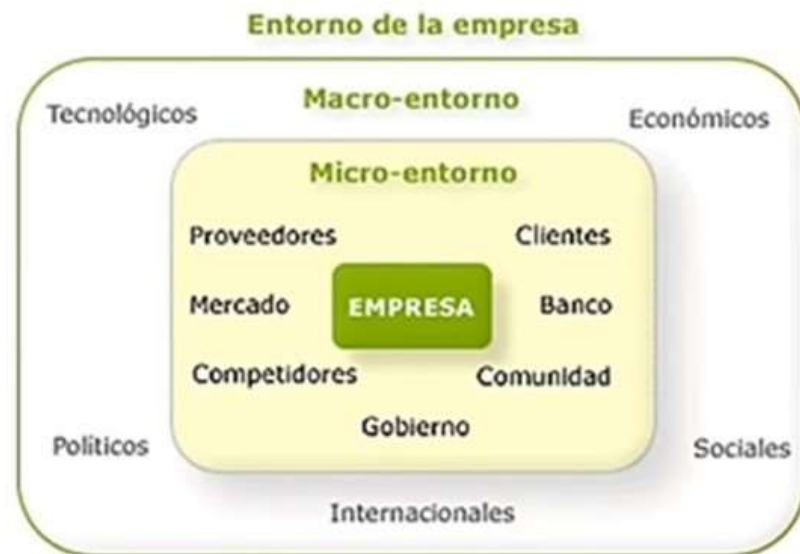 Entorno de la empresa
Macro-entorno
Tecnológicos
Económicos
Micro-entorno
Proveedores
Clientes
Mercado
EMPRESA
Banco
Competidores
Comunidad
Gobierno
Políticos
Sociales
Internacionales